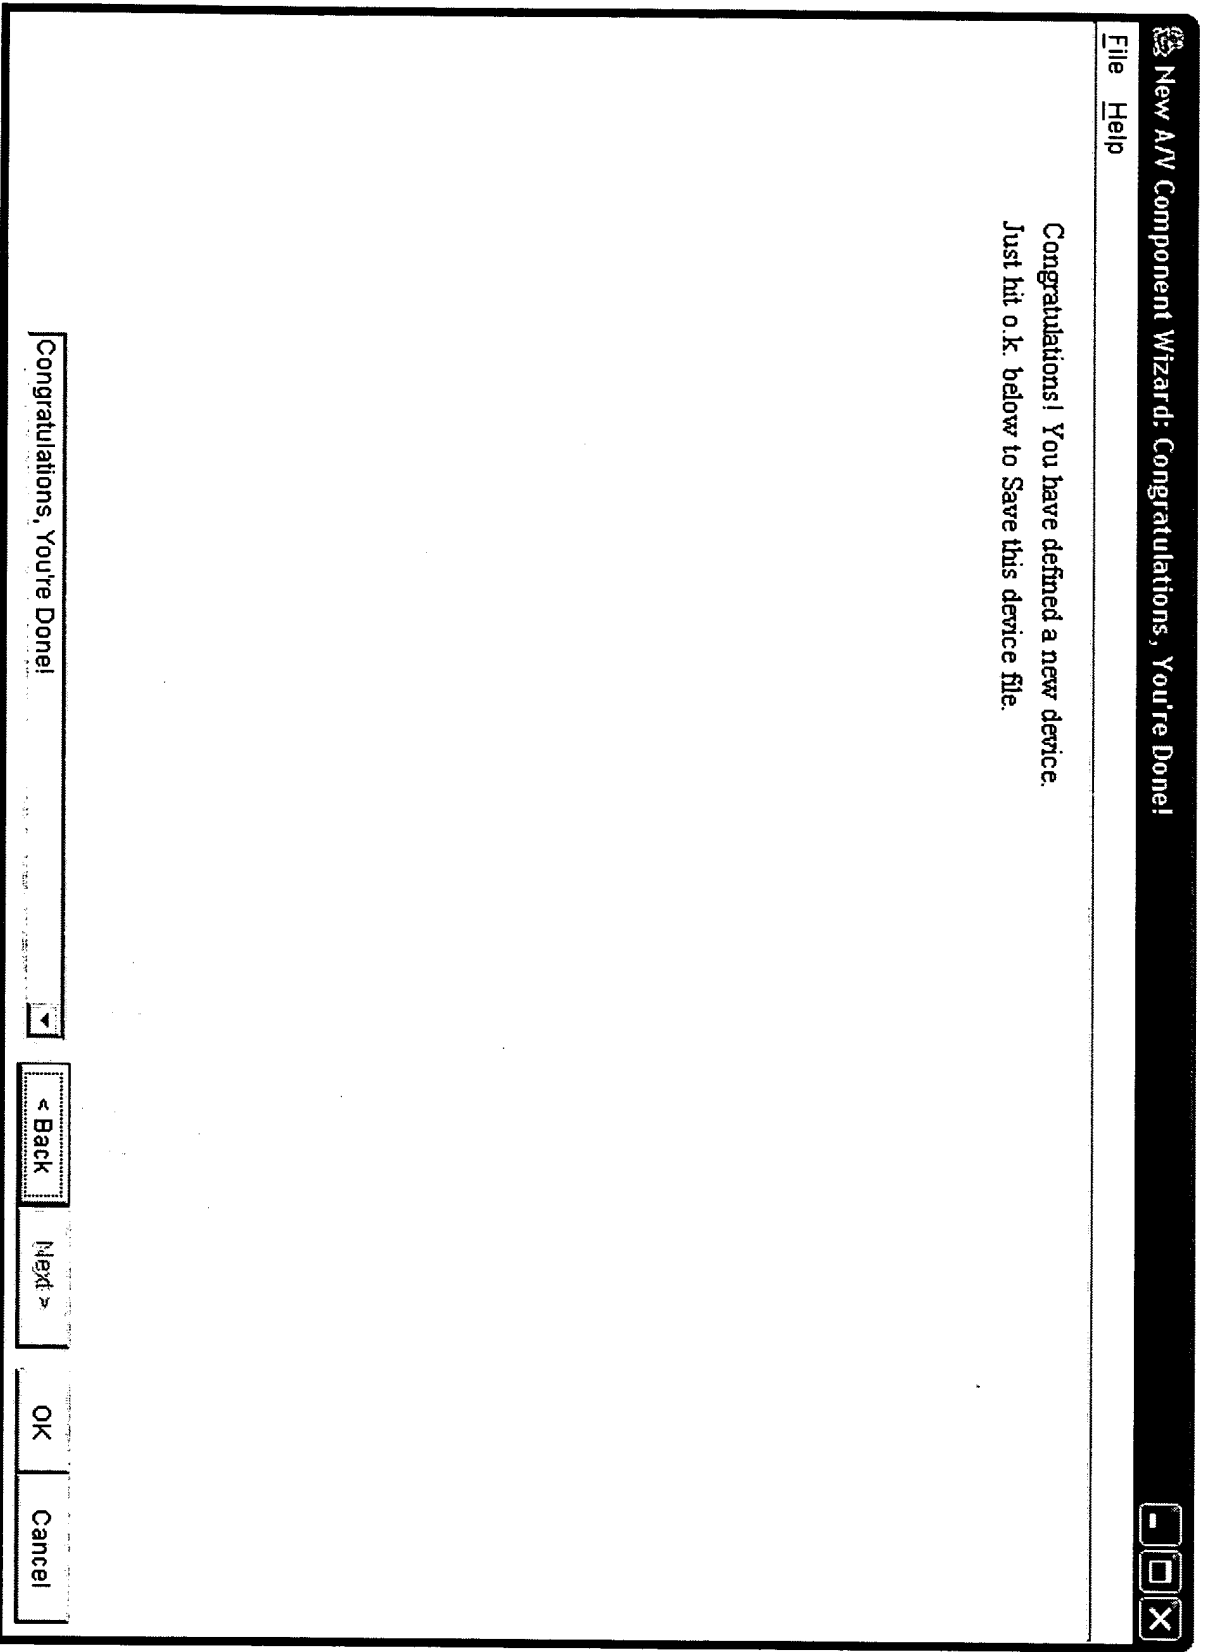 New A/V Component Wizard: Congratulations, You're Done!
File Help
Congratulations! You have defined a new device.
Just hit o.k. below to Save this device file.
Congratulations, You're Done!
< Back
Next >
OK
Cancel